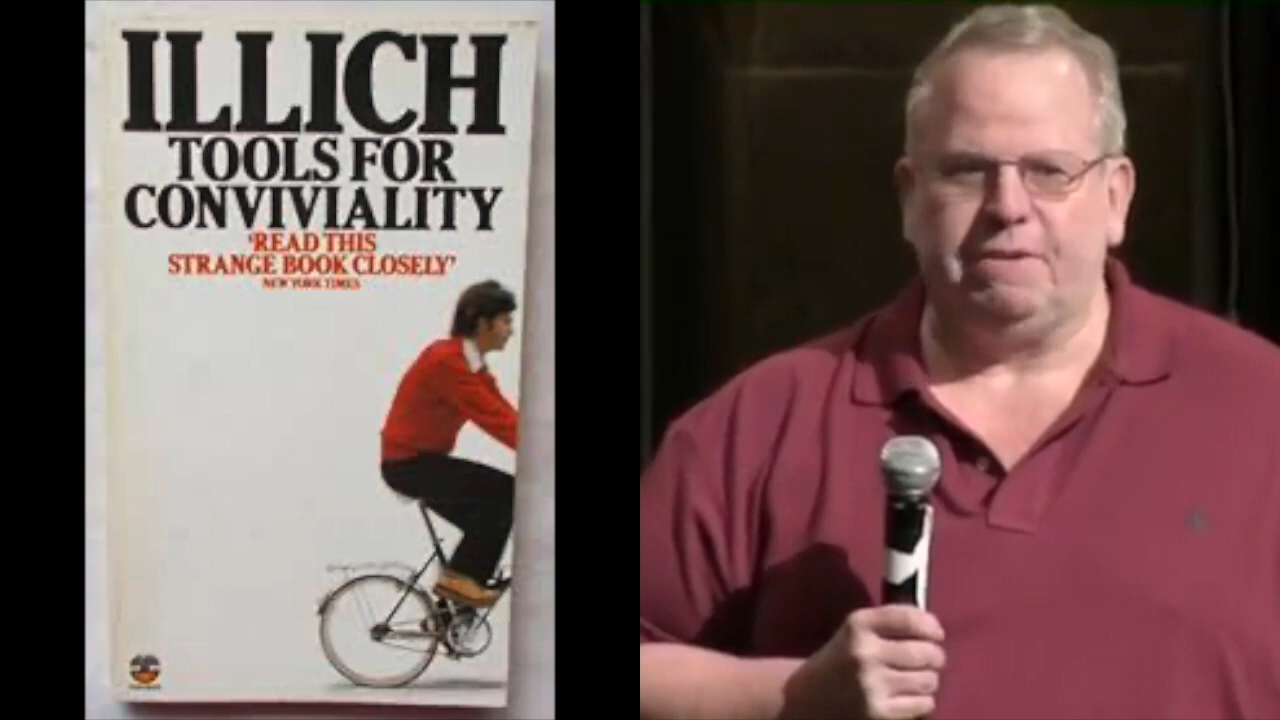 ILLICH
TOOLS FOR
CONVIVIALITY
'READ THIS
STRANGE BOOK CLOSELY'
NEW YORK TIMES